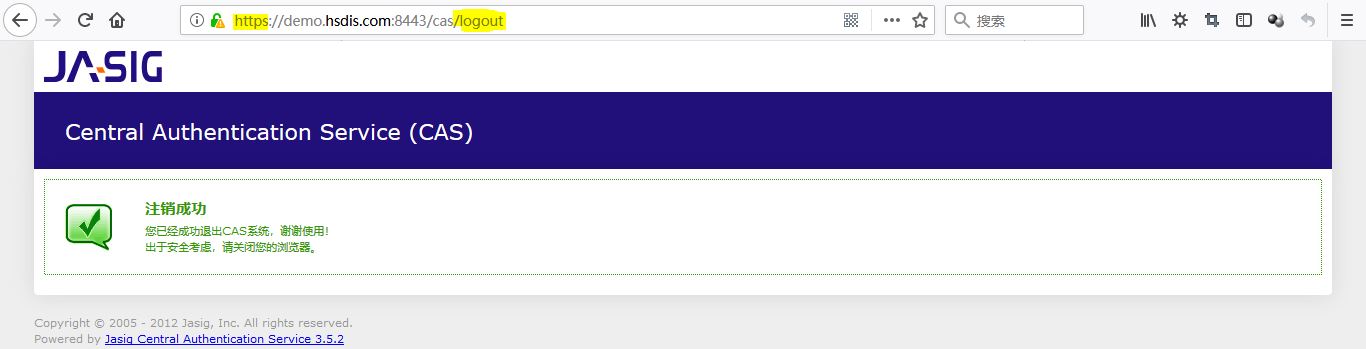 https://demo.hsdis.com:8443/cas/logout
搜索
JASIG
Central Authentication Service (CAS)
注销成功
您已经成功退出CAS系统，谢谢使用!
出于安全考虑，请关闭您的浏览器。
Copyright © 2005 - 2012 Jasig, Inc. All rights reserved.
Powered by Jasig Central Authentication Service 3.5.2